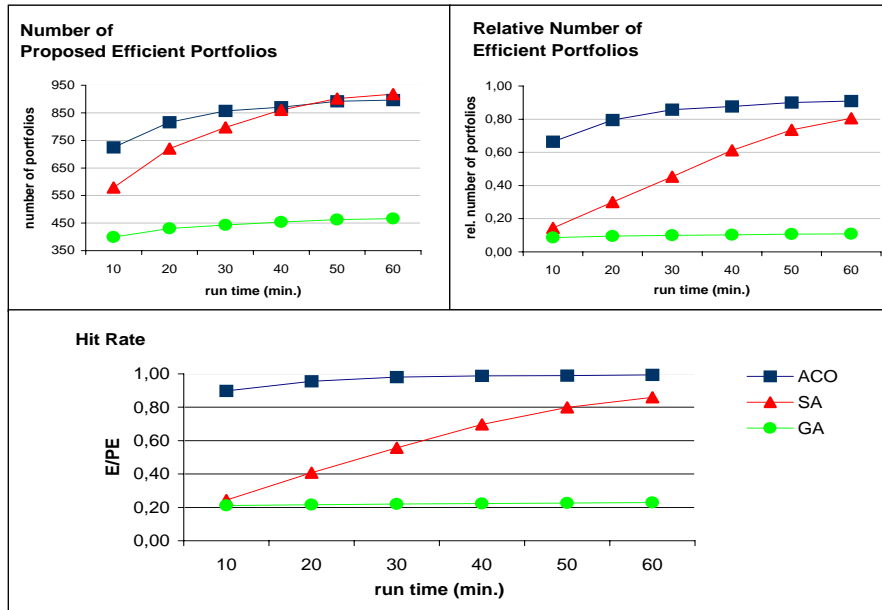 Number of
Proposed Efficient Portfolios
number of portfolios
950
850
750
650
550
450
350
10 20 30 40 50 60
run time (min.)
Relative Number of
Efficient Portfolios
rel. number of portfolios
1,00
0,80
0,60
0,40
0,20
0,00
10 20 30 40 50 60
run time (min.)
Hit Rate
E/PE
1,00
0,80
0,60
0,40
0,20
0,00
10 20 30 40 50 60
run time (min.)
ACO
SA
GA